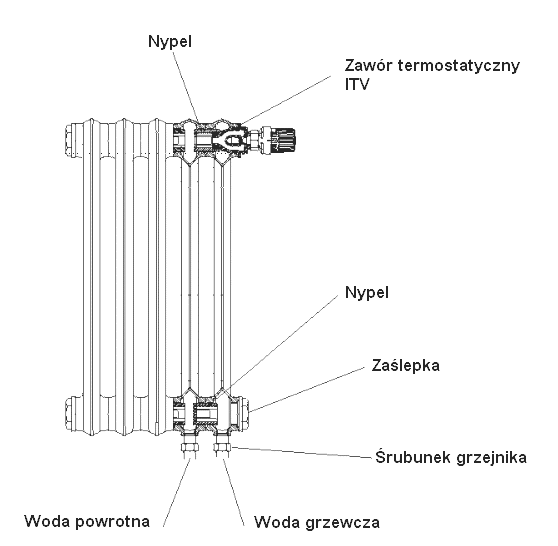 Nypel
Zawór termostatyczny
ITV
Nypel
Zaślepka
Śrubunek grzejnika
Woda powrotna
Woda grzewcza